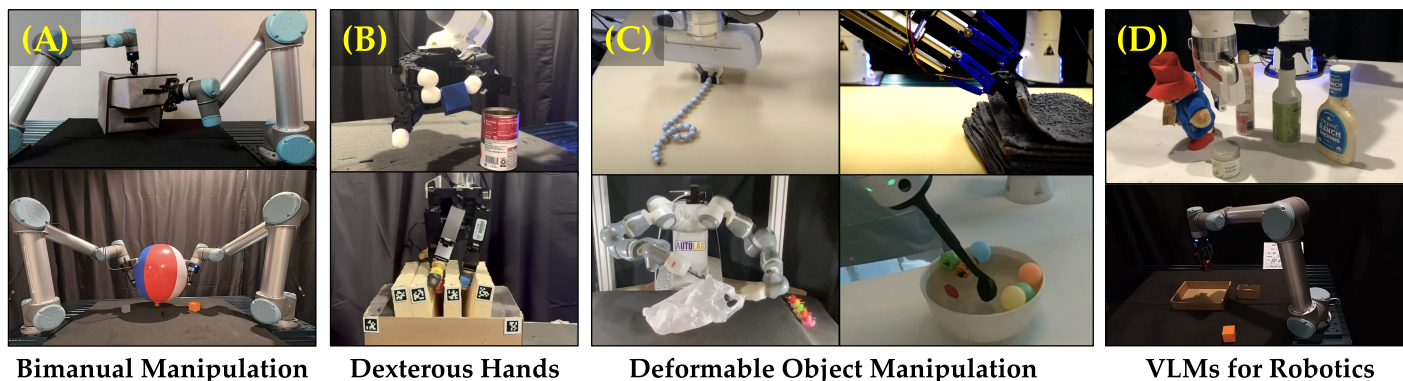 (A)
(B)
(C)
(D)
AUTOLAB
RANCH
Bimanual Manipulation
Dexterous Hands
Deformable Object Manipulation
VLMs for Robotics